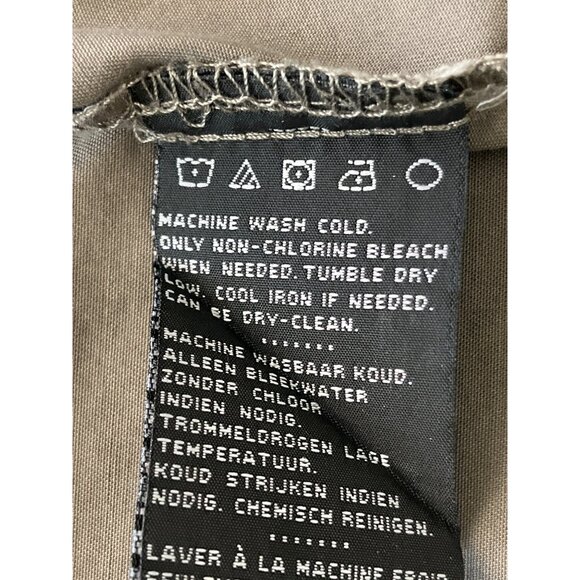 MACHINE WASH COLD.
ONLY NON-CHLORINE BLEACH
WHEN NEEDED. TUMBLE DRY
LOW. COOL IRON IF NEEDED.
CAN BE DRY-CLEAN.
.......
MACHINE WASBAAR KOUD.
ALLEEN BLEEKWATER
ZONDER CHLOOR
INDIEN NODIG.
TROMMELDROGEN LAGE
TEMPERATUUR.
KOUD STRIJKEN INDIEN
NODIG. CHEMISCH REINIGEN.
.......
LAVER À LA MACHINE FROID